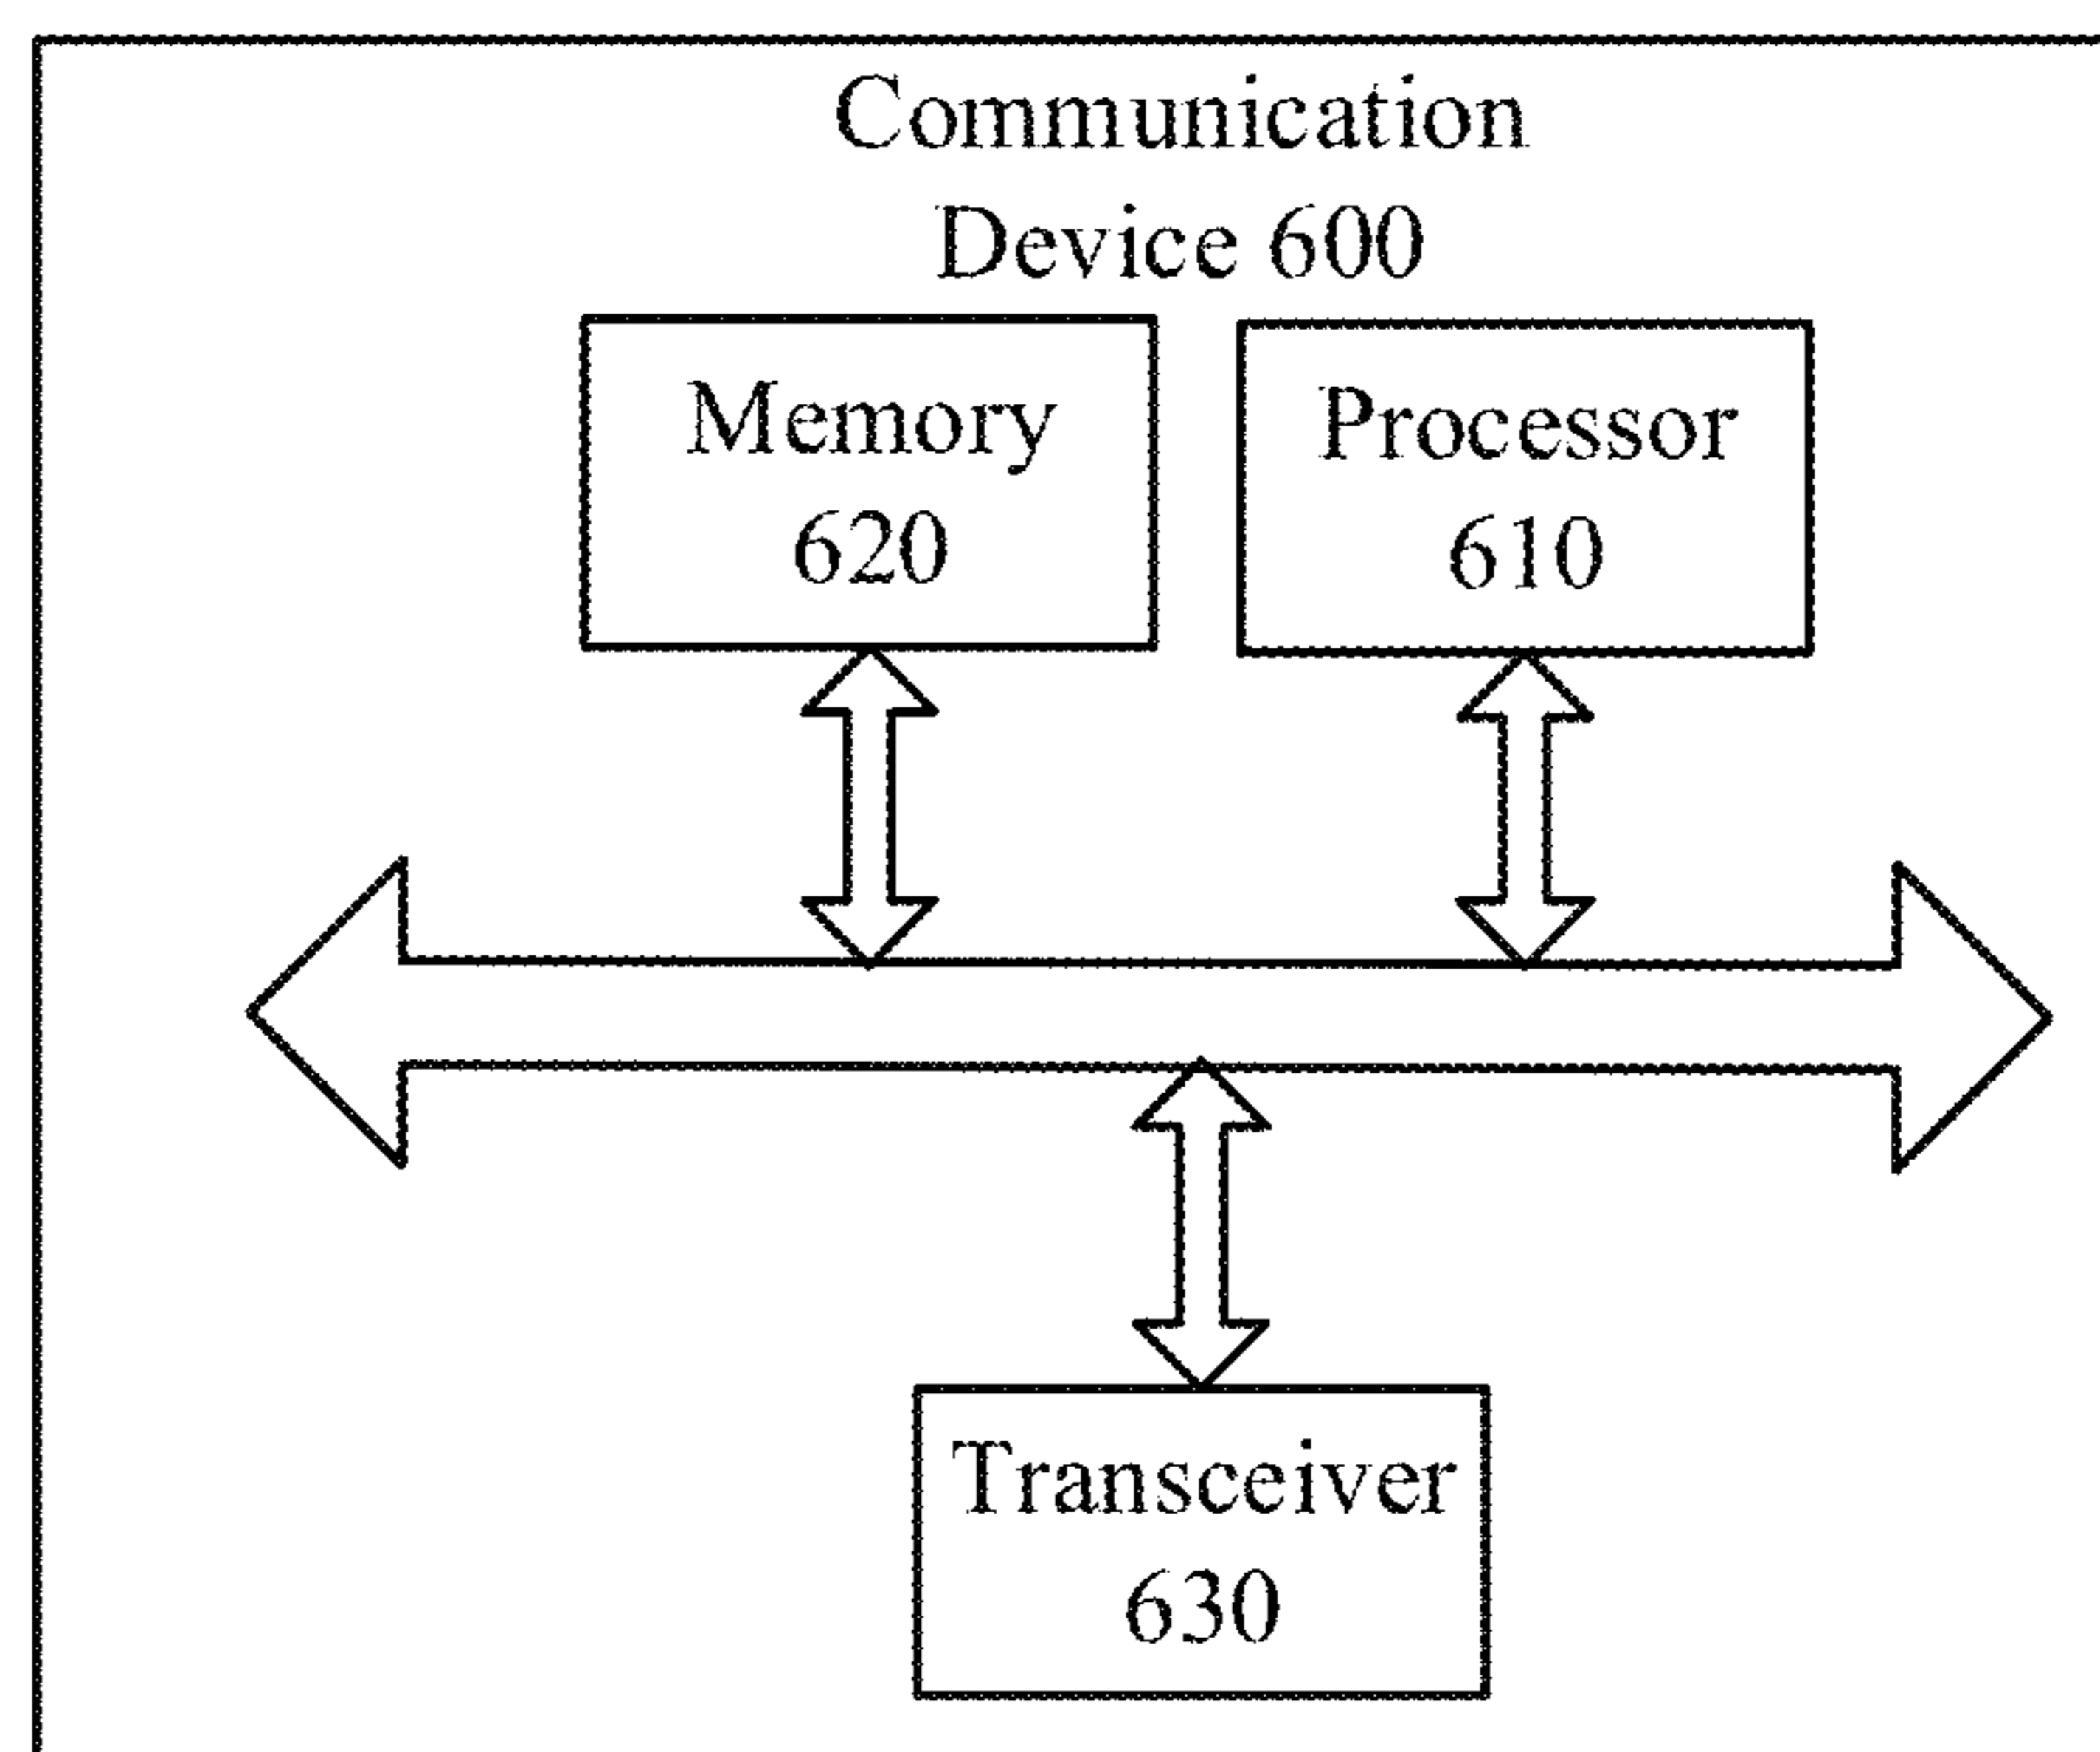 Communication
Device 600
Memory
620
Processor
610
Transceiver
630